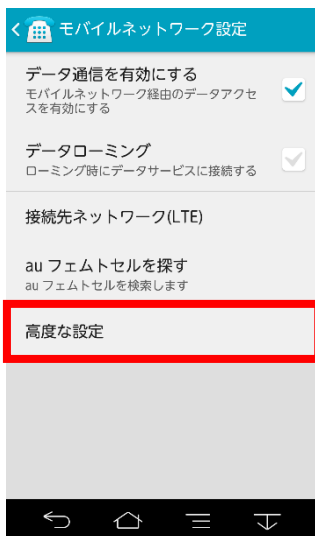 モバイルネットワーク設定
データ通信を有効にする
モバイルネットワーク経由のデータアクセ
スを有効にする
データローミング
ローミング時にデータサービスに接続する
接続先ネットワーク(LTE)
au フェムトセルを探す
au フェムトセルを検索します
高度な設定